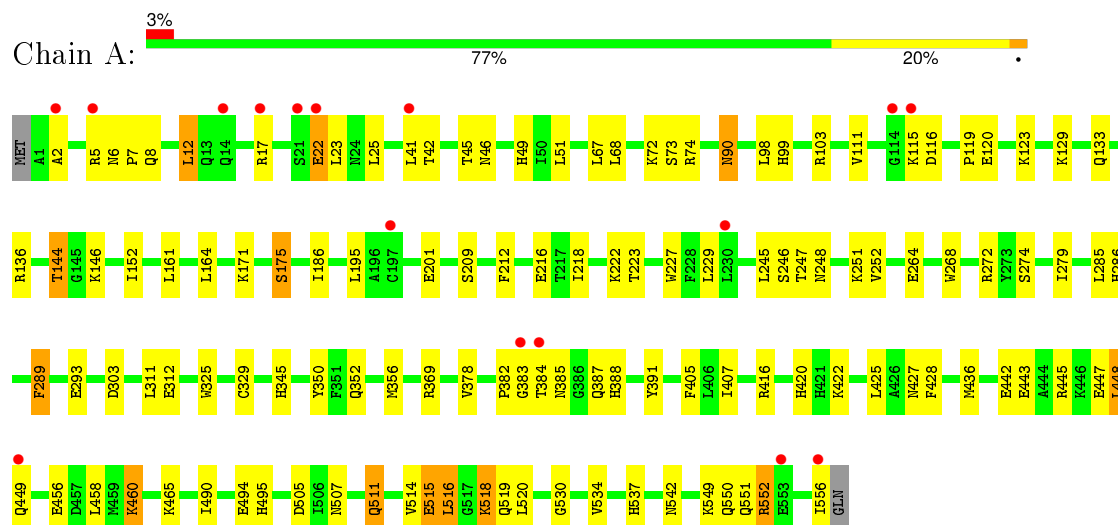 3%
Chain A:
77% 20% •
MET A1 A2 R5 N6 P7 Q8 L12 Q13 Q14 R17 S21 E22 L23 N24 L25 L41 T42 T45 N46 H49 I50 L51 L67 L68 K72 S73 R74 N90 L98 H99 R103 V111 G114 K115 D116 P119 E120 K123 K129 Q133
R136 T144 G145 K146 I152 L161 L164 K171 S175 I186 L195 A196 C197 E201 S209 F212 E216 T217 I218 K222 T223 W227 F228 L229 L230 L245 S246 T247 N248 K251 V252 E264 W268 R272 Y273 S274 I279 L285 H286
F289 E293 D303 L311 E312 W325 C329 H345 Y350 F351 Q352 M356 R369 V378 P382 G383 T384 N385 G386 Q387 H388 Y391 F405 L406 I407 R416 H420 H421 K422 L425 A426 N427 F428 M436 E442 E443 A444 R445 K446 E447 L448
Q449 E456 D457 L458 M459 K460 K465 I490 E494 H495 D505 I506 N507 Q511 V514 E515 L516 G517 K518 Q519 L520 G530 V534 H537 N542 K549 Q550 Q551 R552 E553 I556 GLN